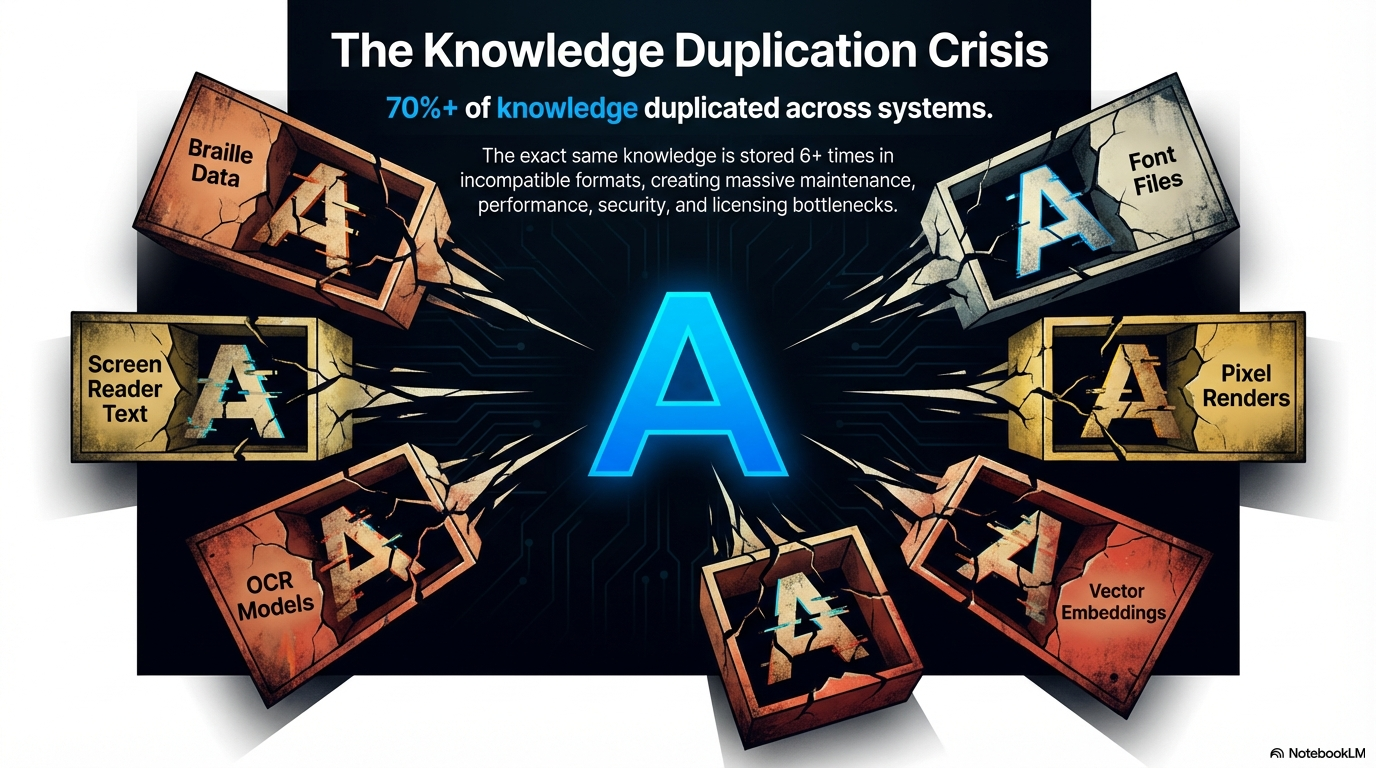 The Knowledge Duplication Crisis
70%+ of knowledge duplicated across systems.
The exact same knowledge is stored 6+ times in
incompatible formats, creating massive maintenance,
performance, security, and licensing bottlenecks.
Braille
Data
A
Font
Files
A
Screen
Reader
Text
A
A
Pixel
Renders
A
OCR
Models
A
A
Vector
Embeddings
A
NotebookLM